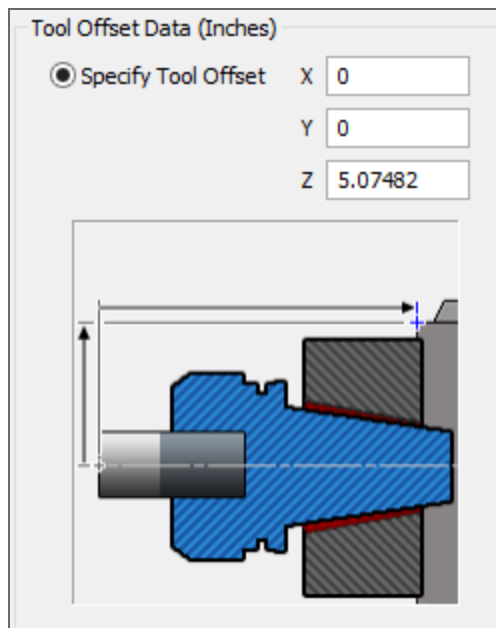 Tool Offset Data (Inches)
Specify Tool Offset X 0
Y 0
Z 5.07482